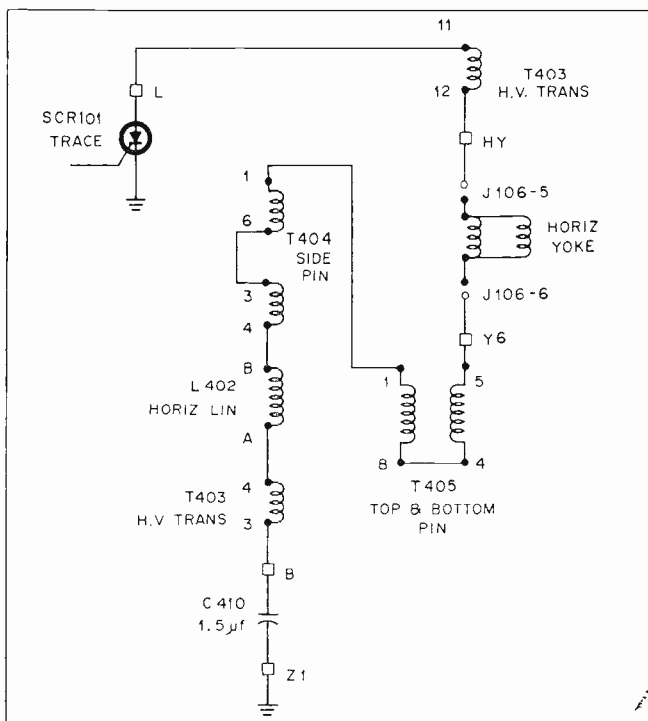 11
T403
H.V. TRANS
12
L
SCR101
TRACE
HY
1
J106-5
6
T404
SIDE
PIN
HORIZ
YOKE
3
J106-6
4
Y6
B
1
5
L402
HORIZ LIN
A
8
4
4
T405
TOP & BOTTOM
PIN
T403
H.V TRANS
3
B
C410
1.5µf
Z1